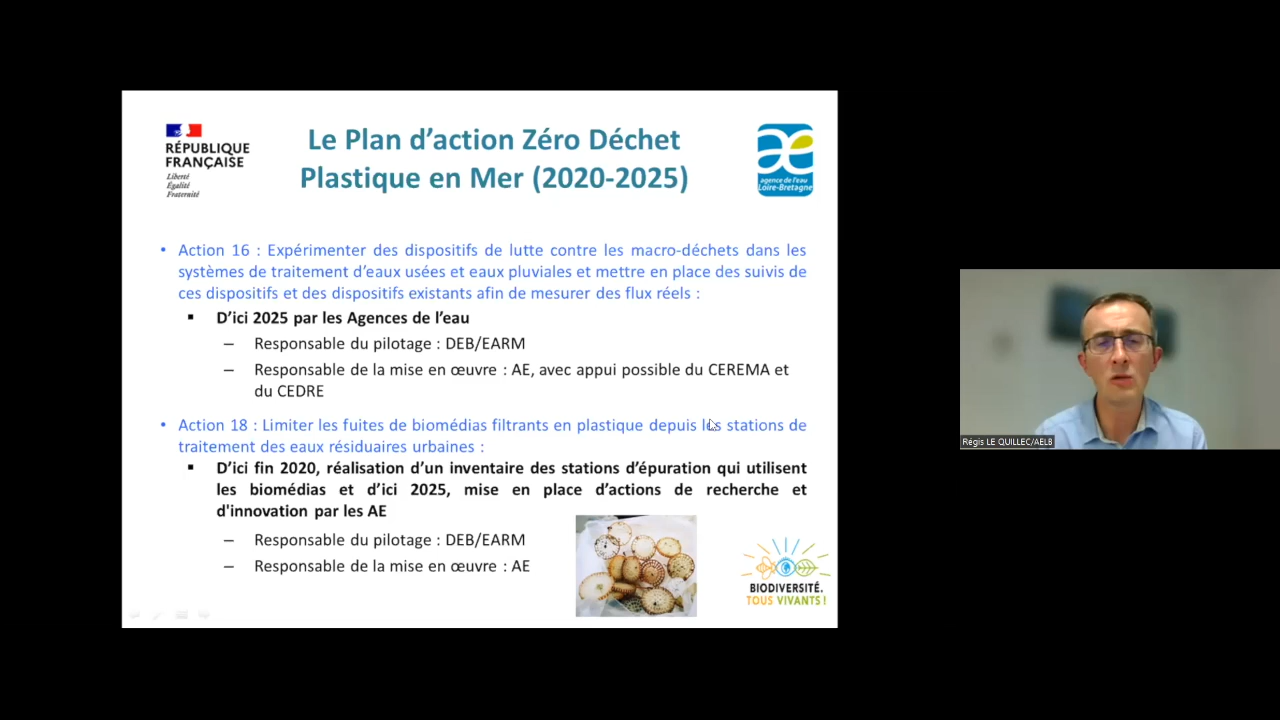 RÉPUBLIQUE
FRANÇAISE
Liberté
Égalité
Fraternité
Le Plan d’action Zéro Déchet
Plastique en Mer (2020-2025)
agence de l'eau
Loire-Bretagne
• Action 16 : Expérimenter des dispositifs de lutte contre les macro-déchets dans les
systèmes de traitement d’eaux usées et eaux pluviales et mettre en place des suivis de
ces dispositifs et des dispositifs existants afin de mesurer des flux réels :
▪ D’ici 2025 par les Agences de l’eau
– Responsable du pilotage : DEB/EARM
– Responsable de la mise en œuvre : AE, avec appui possible du CEREMA et
du CEDRE
• Action 18 : Limiter les fuites de biomédias filtrants en plastique depuis les stations de
traitement des eaux résiduaires urbaines :
▪ D’ici fin 2020, réalisation d’un inventaire des stations d’épuration qui utilisent
les biomédias et d’ici 2025, mise en place d’actions de recherche et
d'innovation par les AE
– Responsable du pilotage : DEB/EARM
– Responsable de la mise en œuvre : AE
BIODIVERSITÉ.
TOUS VIVANTS !
Régis LE QUILLEC/AELB